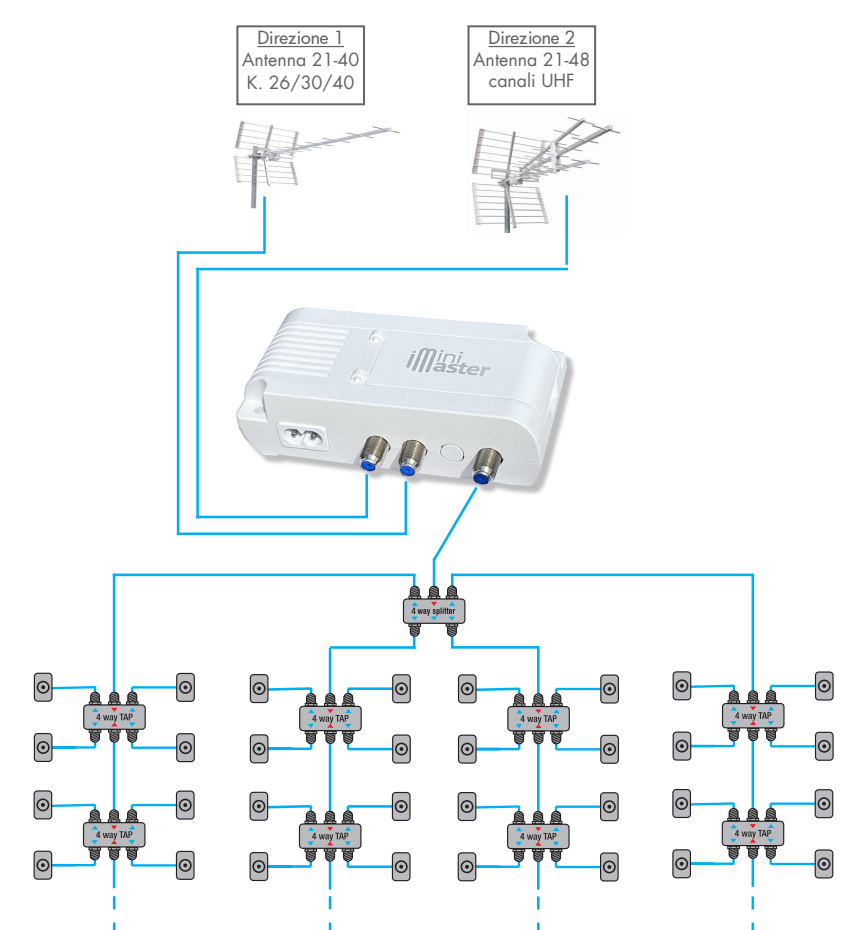 Direzione 1
Antenna 21-40
K. 26/30/40
Direzione 2
Antenna 21-48
canali UHF
iMini
Master
4 way splitter
4 way TAP
4 way TAP
4 way TAP
4 way TAP
4 way TAP
4 way TAP
4 way TAP
4 way TAP